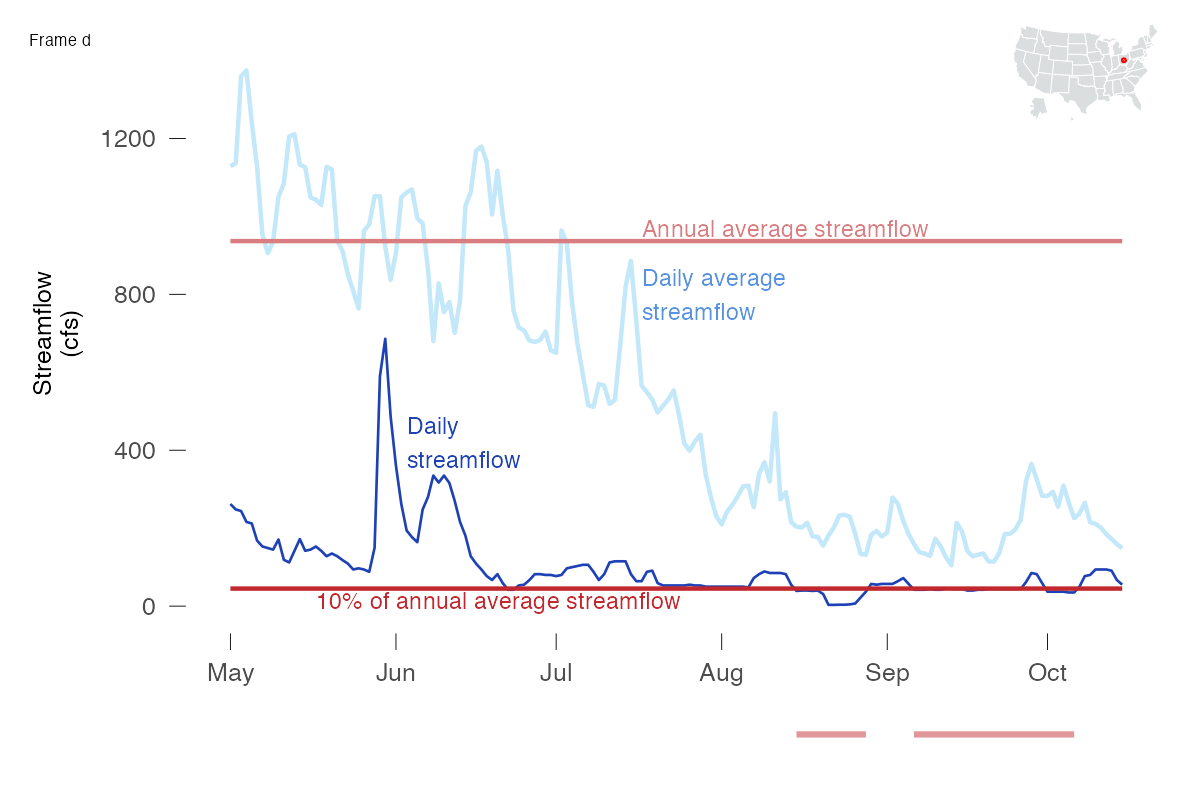 Frame d
1200
800
400
0
Streamflow
(cfs)
Annual average streamflow
Daily average
streamflow
Daily
streamflow
10% of annual average streamflow
May
Jun
Jul
Aug
Sep
Oct